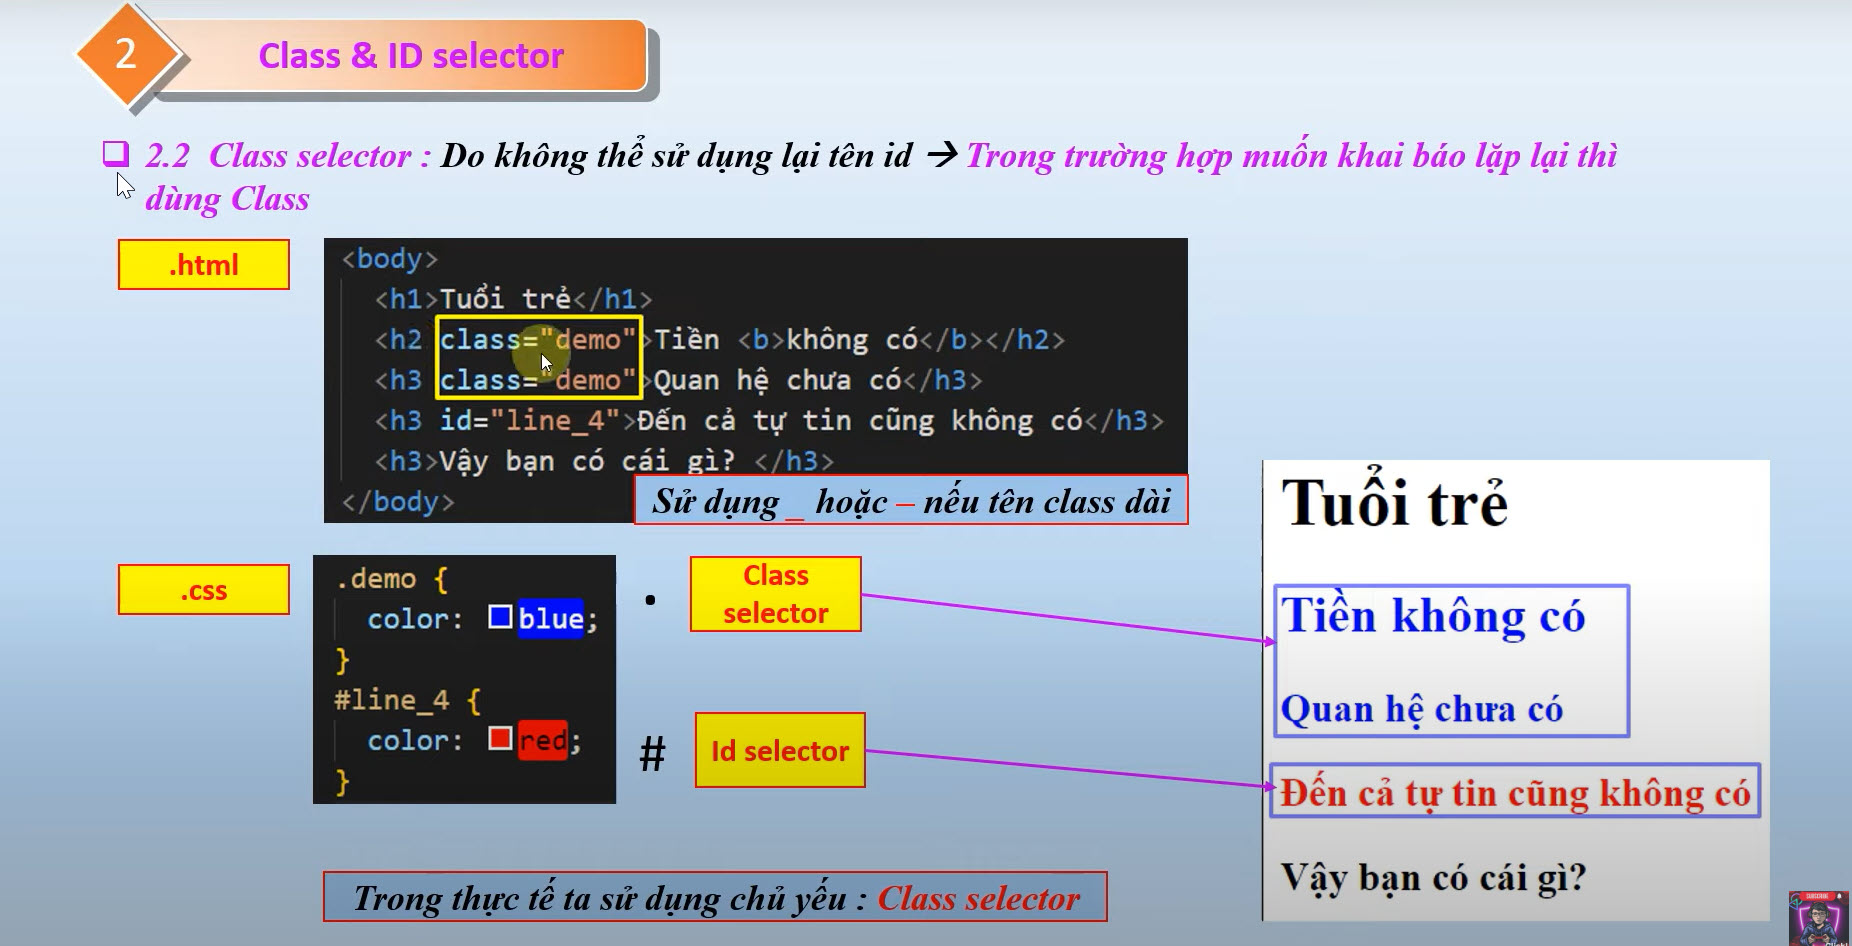 2
Class & ID selector
2.2 Class selector : Do không thể sử dụng lại tên id → Trong trường hợp muốn khai báo lặp lại thì
dùng Class
.html
<body>
<h1>Tuổi trẻ</h1>
<h2 class="demo">Tiền <b>không có</b></h2>
<h3 class="demo">Quan hệ chưa có</h3>
<h3 id="line_4">Đến cả tự tin cũng không có</h3>
<h3>Vậy bạn có cái gì? </h3>
</body>
Sử dụng _ hoặc – nếu tên class dài
.css
.demo {
color: blue;
}
#line_4 {
color: red;
}
.
Class
selector
#
Id selector
Tuổi trẻ
Tiền không có
Quan hệ chưa có
Đến cả tự tin cũng không có
Vậy bạn có cái gì?
Trong thực tế ta sử dụng chủ yếu : Class selector
SUBSCRIBE